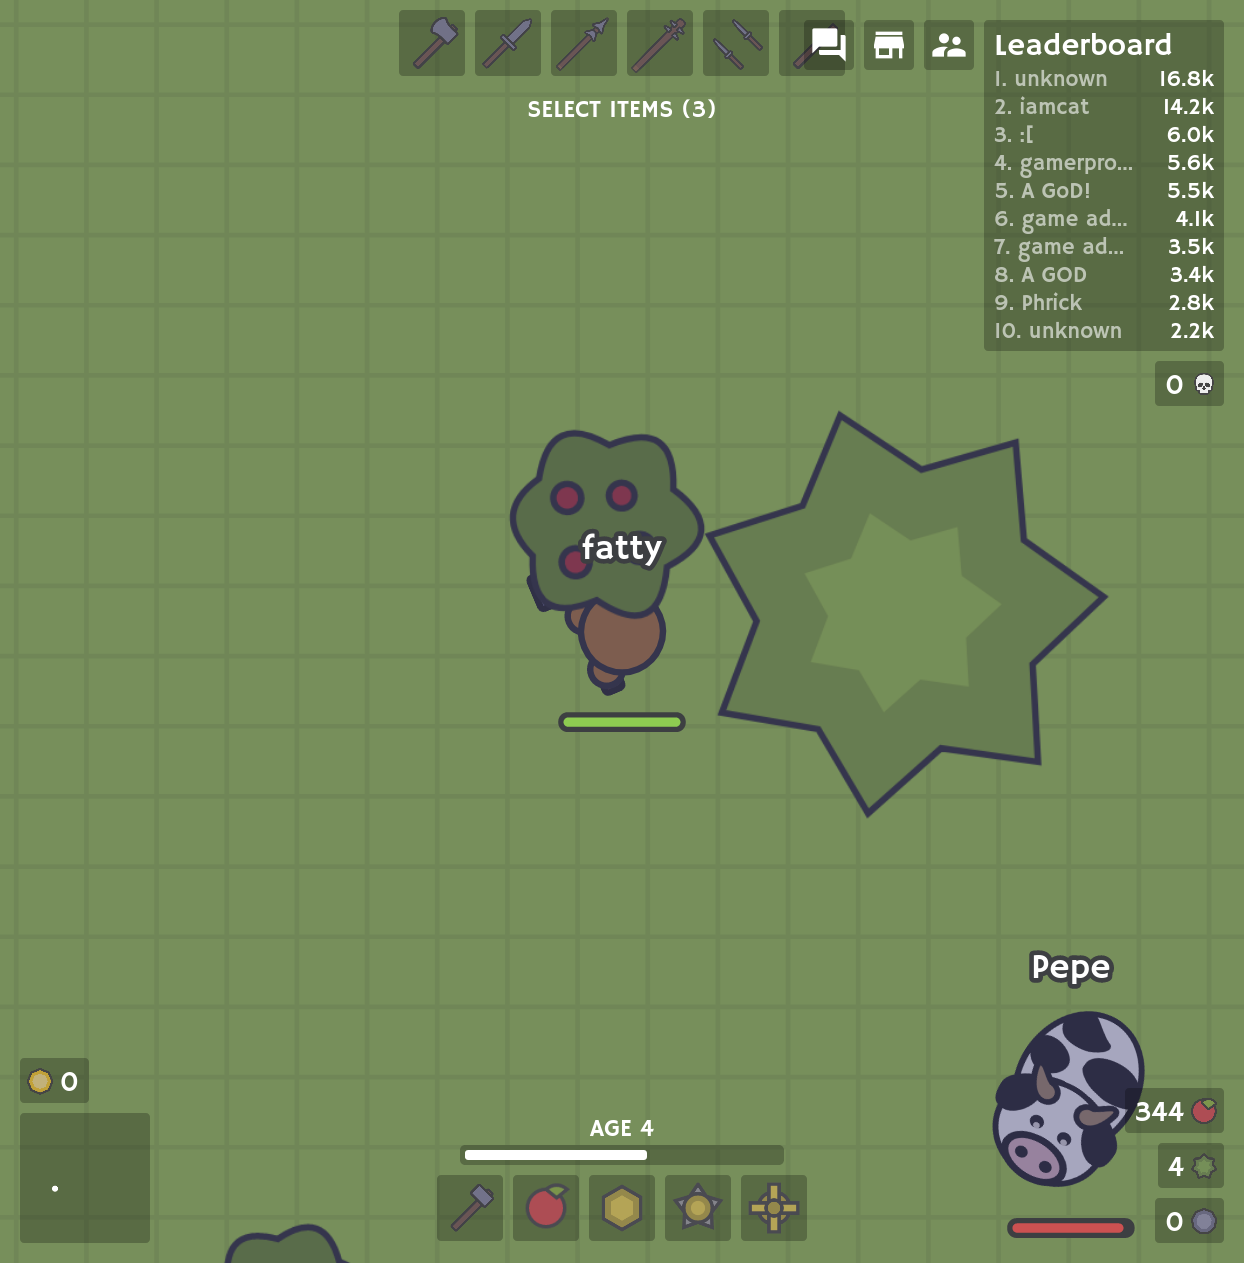 SELECT ITEMS (3)
Leaderboard
1. unknown 16.8k
2. iamcat 14.2k
3. :[ 6.0k
4. gamerpro... 5.6k
5. A GoD! 5.5k
6. game ad... 4.1k
7. game ad... 3.5k
8. A GOD 3.4k
9. Phrick 2.8k
10. unknown 2.2k
0
fatty
Pepe
0
344
AGE 4
4
0